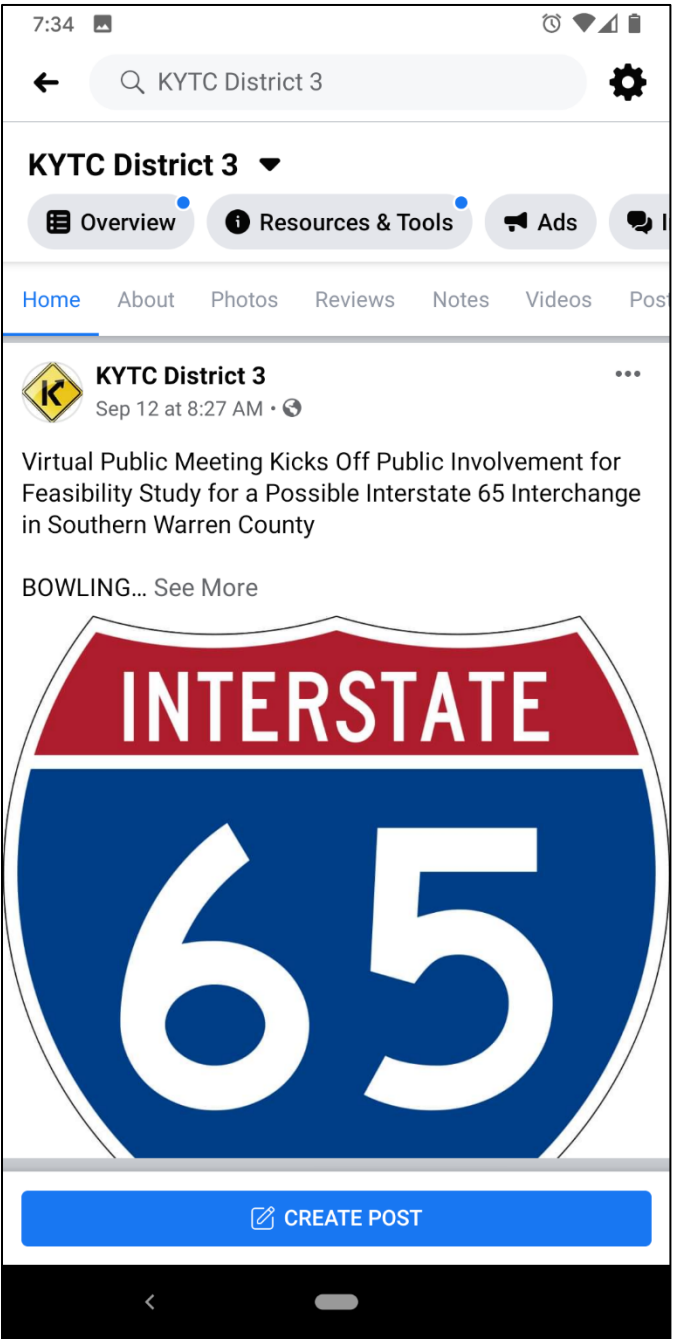 7:34
KYTC District 3
KYTC District 3
Overview Resources & Tools Ads
Home About Photos Reviews Notes Videos Post
KYTC District 3
Sep 12 at 8:27 AM ·
Virtual Public Meeting Kicks Off Public Involvement for
Feasibility Study for a Possible Interstate 65 Interchange
in Southern Warren County
BOWLING... See More
INTERSTATE
65
CREATE POST